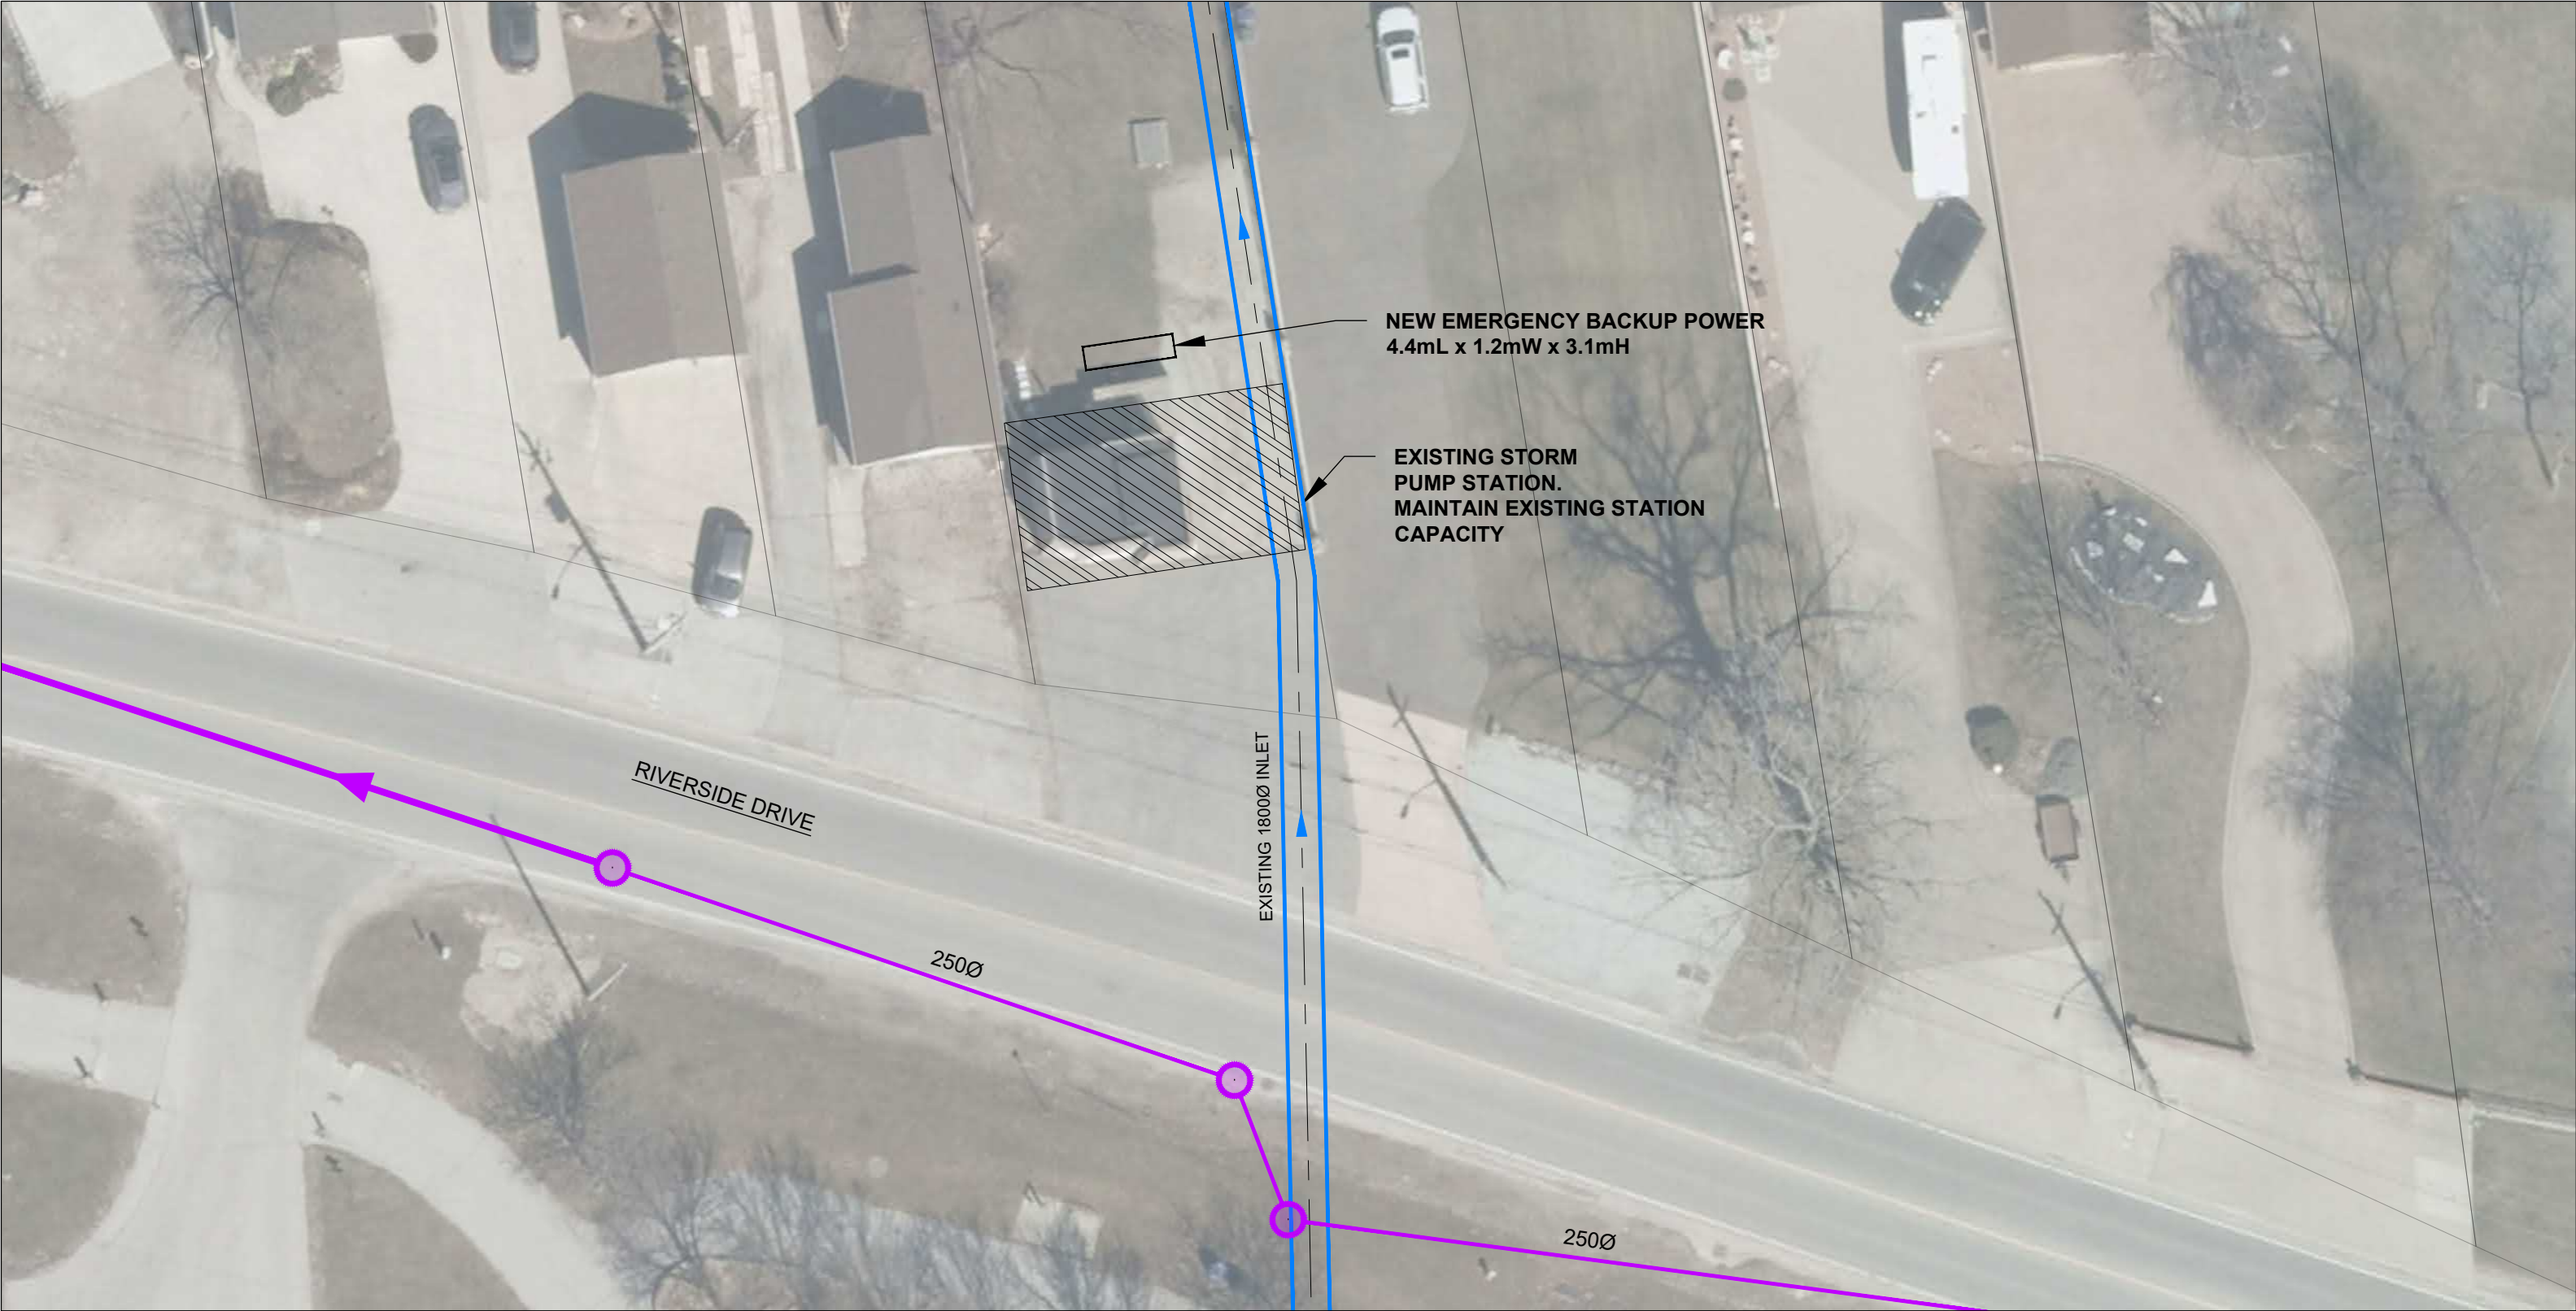 NEW EMERGENCY BACKUP POWER
4.4mL x 1.2mW x 3.1mH
EXISTING STORM
PUMP STATION.
MAINTAIN EXISTING STATION
CAPACITY
RIVERSIDE DRIVE
EXISTING 1800Ø INLET
250Ø
250Ø